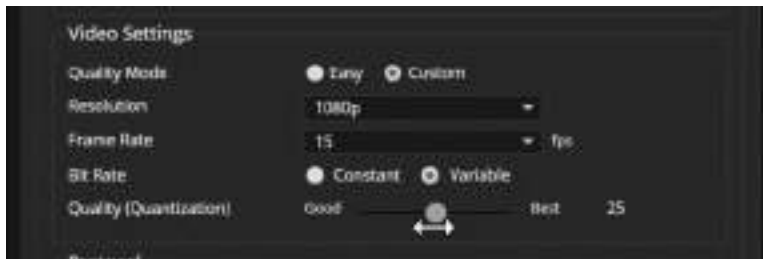 Video Settings
Quality Mode Easy Custom
Resolution 1080p
Frame Rate 15 fps
Bit Rate Constant Variable
Quality (Quantization) Good Best 25